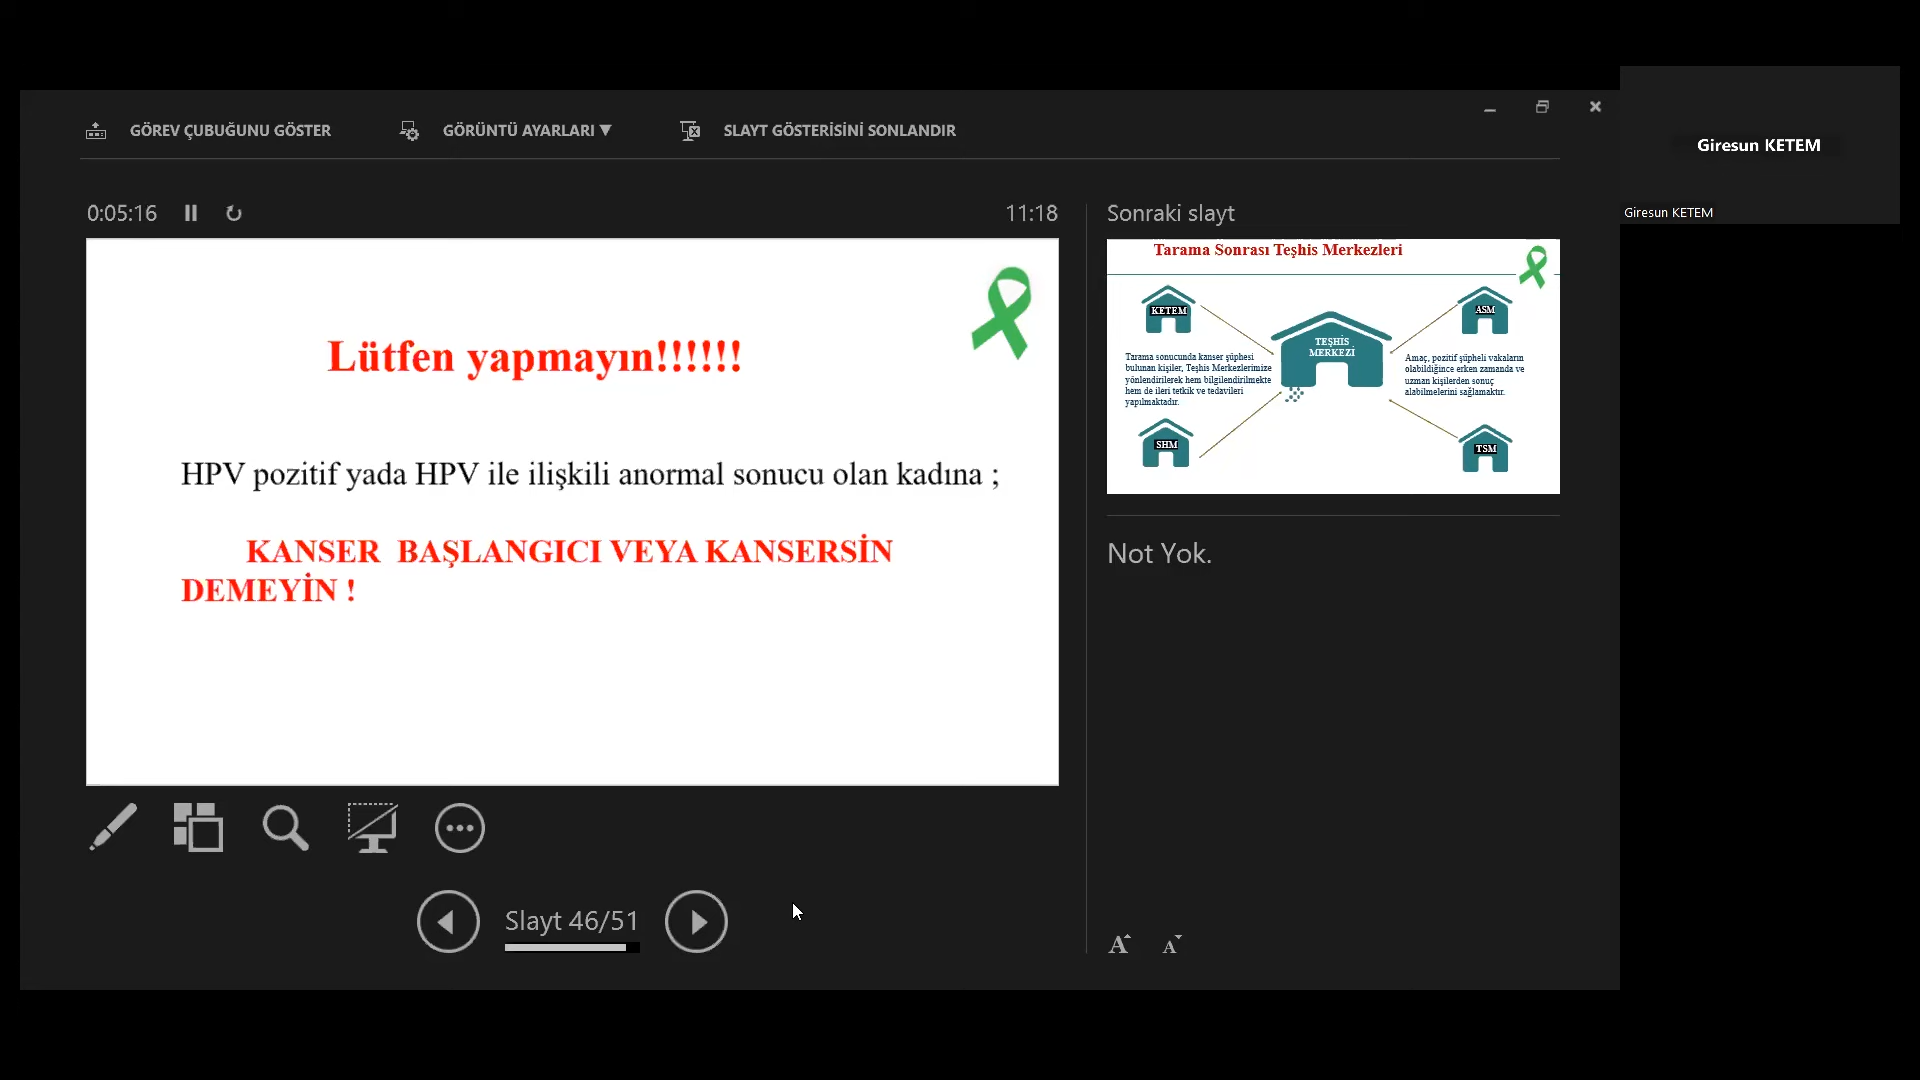 GÖREV ÇUBUĞUNU GÖSTER
GÖRÜNTÜ AYARLARI ▼
SLAYT GÖSTERİSİNİ SONLANDIR
0:05:16
11:18
Lütfen yapmayın!!!!!!
HPV pozitif yada HPV ile ilişkili anormal sonucu olan kadına ;
KANSER BAŞLANGICI VEYA KANSERSİN
DEMEYİN !
Slayt 46/51
Sonraki slayt
Tarama Sonrası Teşhis Merkezleri
KETEM
ASM
TEŞHİS
MERKEZİ
Tarama sonucunda kanser şüphesi
bulunan kişiler, Teşhis Merkezlerimize
yönlendirilerek hem bilgilendirilmekte
hem de ileri tetkik ve tedavileri
yapılmaktadır.
Amaç, pozitif şüpheli vakaların
olabildiğince erken zamanda ve
uzman kişilerden sonuç
alabilmelerini sağlamaktır.
SHM
TSM
Not Yok.
A A
Giresun KETEM
Giresun KETEM